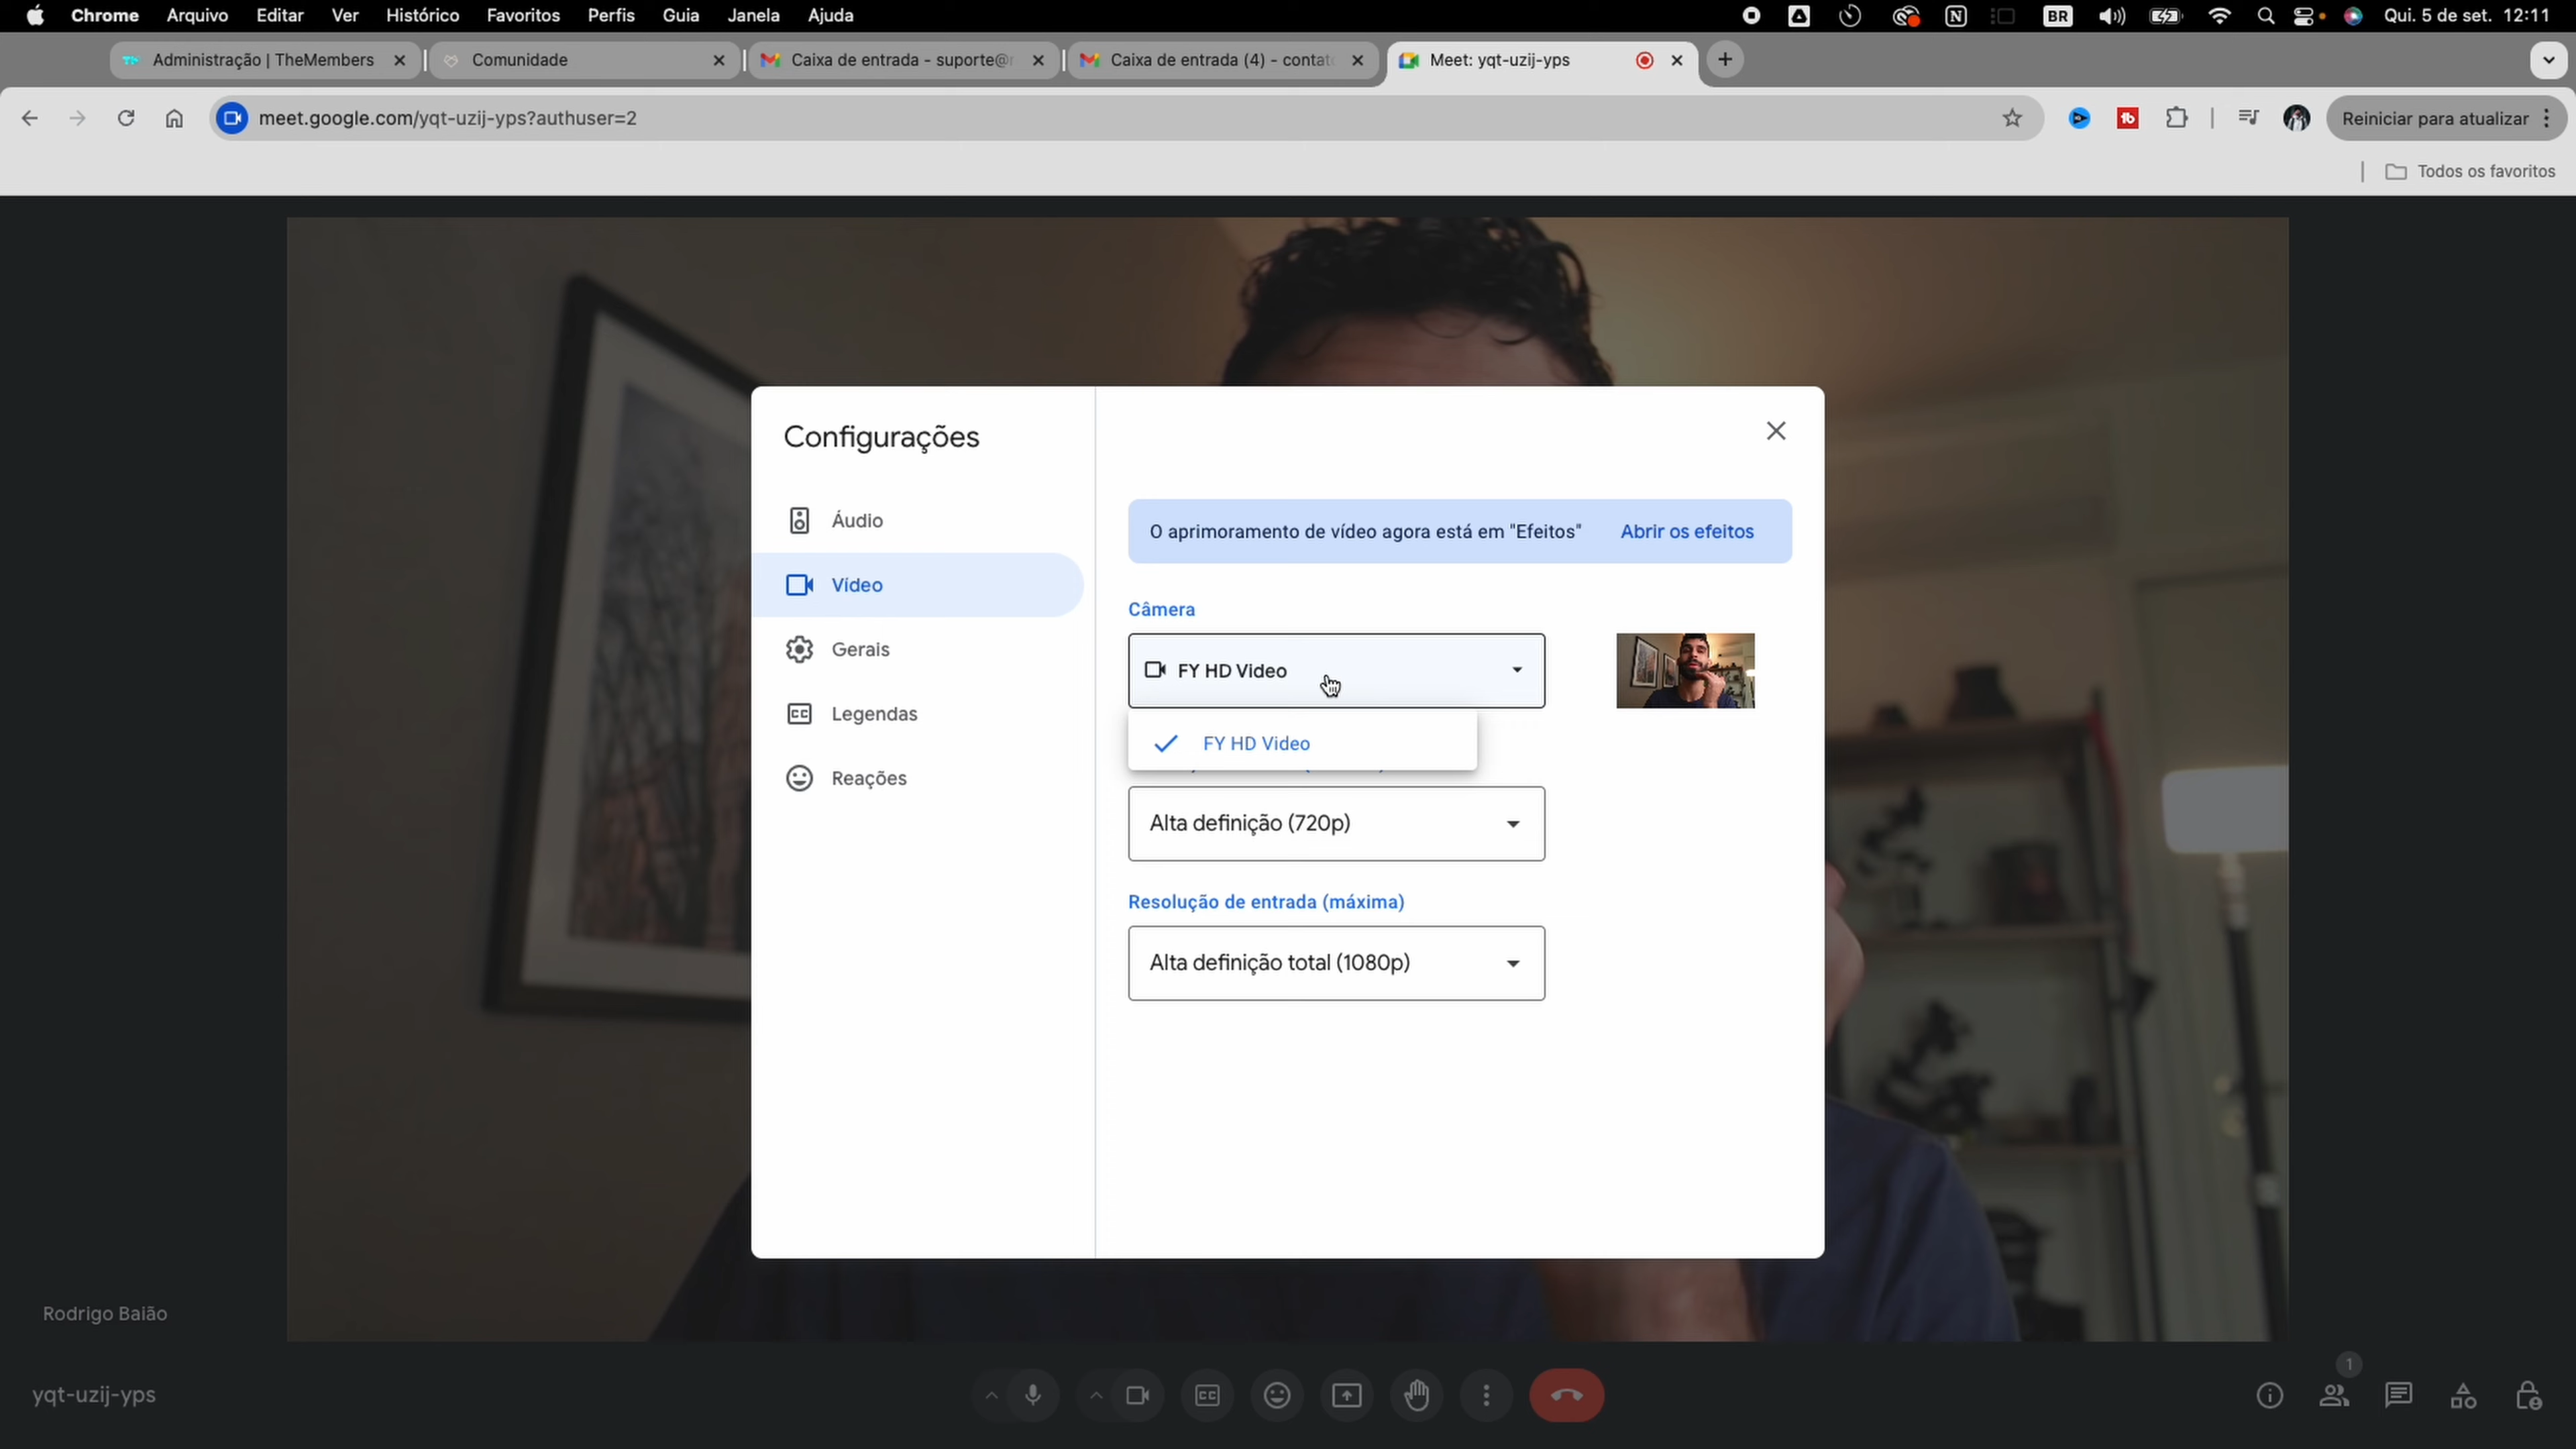 Chrome Arquivo Editar Ver Histórico Favoritos Perfis Guia Janela Ajuda BR Qui. 5 de set. 12:11
Administração | TheMembers Comunidade Caixa de entrada - suporte@ Caixa de entrada (4) - contat Meet: yqt-uzij-yps
meet.google.com/yqt-uzij-yps?authuser=2 Reiniciar para atualizar
Todos os favoritos
Configurações
Áudio
Vídeo
Gerais
Legendas
Reações
O aprimoramento de vídeo agora está em "Efeitos" Abrir os efeitos
Câmera
FY HD Video
FY HD Video
Alta definição (720p)
Resolução de entrada (máxima)
Alta definição total (1080p)
Rodrigo Baião
yqt-uzij-yps
1